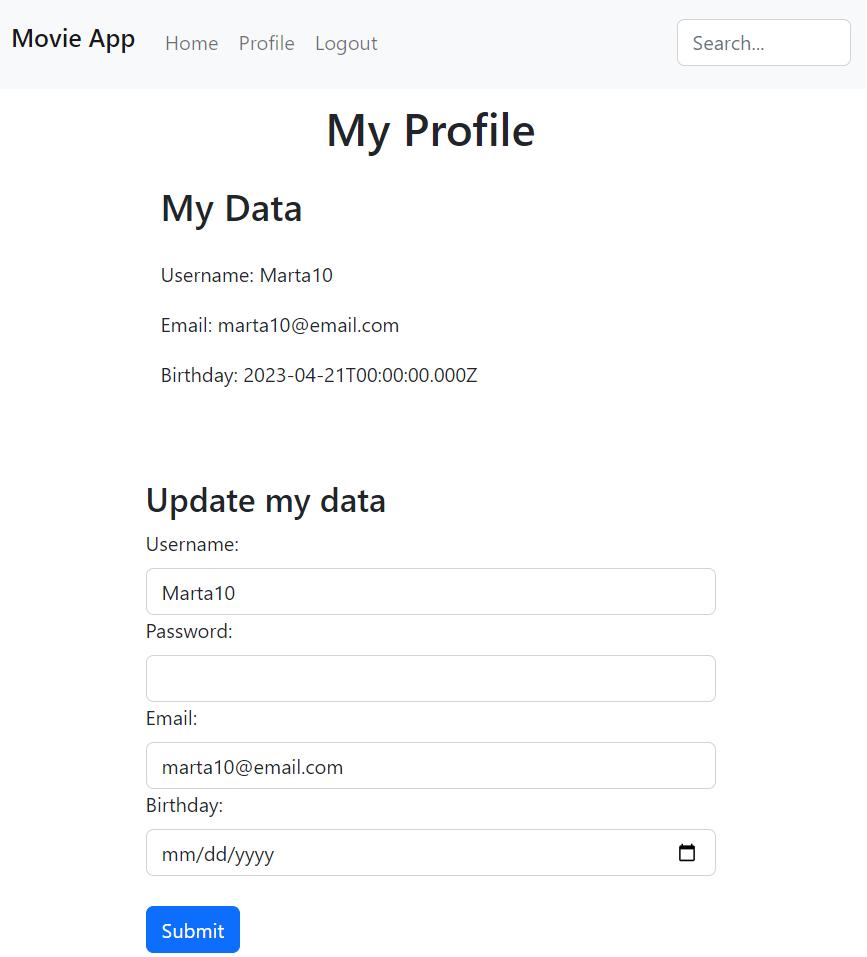 Movie App Home Profile Logout Search...
My Profile
My Data
Username: Marta10
Email: marta10@email.com
Birthday: 2023-04-21T00:00:00.000Z
Update my data
Username:
Marta10
Password:
Email:
marta10@email.com
Birthday:
mm/dd/yyyy
Submit